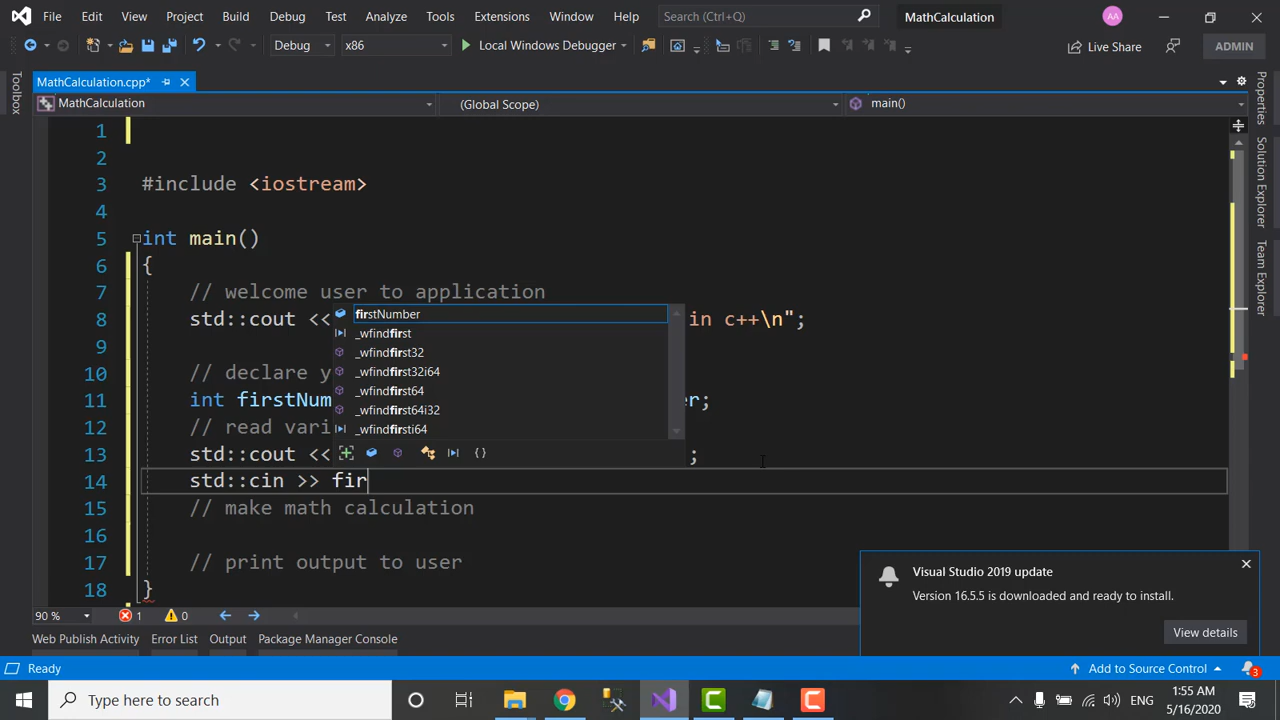 File Edit View Project Build Debug Test Analyze Tools Extensions Window Help Search (Ctrl+Q) MathCalculation AA
Debug x86 Local Windows Debugger Live Share ADMIN
MathCalculation.cpp*
MathCalculation (Global Scope) main()
Toolbox
Properties
Solution Explorer
Team Explorer
1
2
3 #include <iostream>
4
5 int main()
6 {
7 // welcome user to application
8 std::cout << in c++\n";
9
10 // declare y
11 int firstNum er;
12 // read vari
13 std::cout << ;
14 std::cin >> fir
15 // make math calculation
16
17 // print output to user
18 }
firstNumber
_wfindfirst
_wfindfirst32
_wfindfirst32i64
_wfindfirst64
_wfindfirst64i32
_wfindfirsti64
Visual Studio 2019 update
Version 16.5.5 is downloaded and ready to install.
View details
90 % 1 0
Web Publish Activity Error List Output Package Manager Console
Ready Add to Source Control 3
Type here to search ENG 1:55 AM
5/16/2020